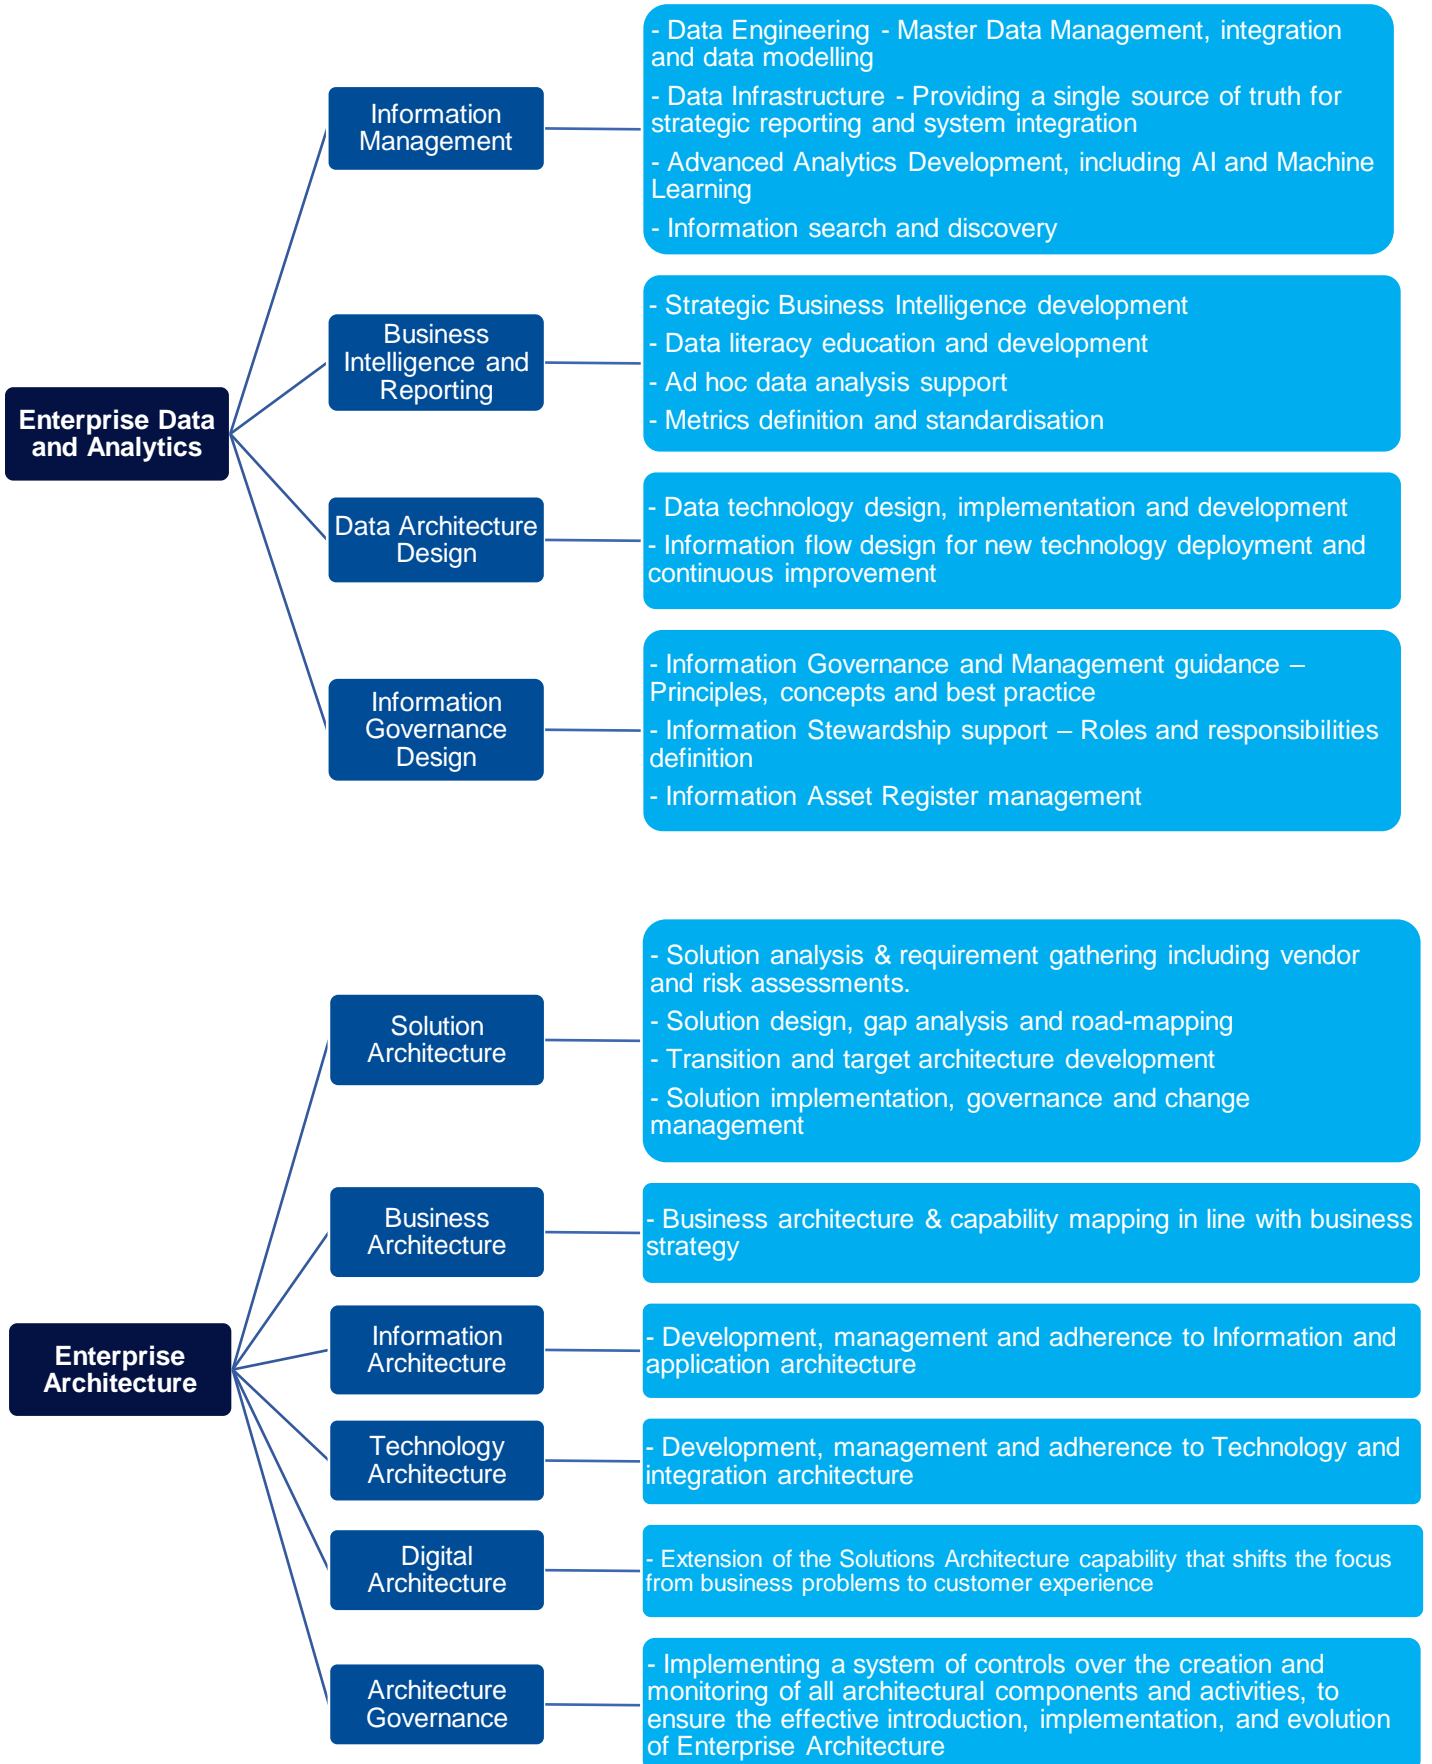 Enterprise Data
and Analytics
Information
Management
- Data Engineering - Master Data Management, integration
and data modelling
- Data Infrastructure - Providing a single source of truth for
strategic reporting and system integration
- Advanced Analytics Development, including AI and Machine
Learning
- Information search and discovery
Business
Intelligence and
Reporting
- Strategic Business Intelligence development
- Data literacy education and development
- Ad hoc data analysis support
- Metrics definition and standardisation
Data Architecture
Design
- Data technology design, implementation and development
- Information flow design for new technology deployment and
continuous improvement
Information
Governance
Design
- Information Governance and Management guidance –
Principles, concepts and best practice
- Information Stewardship support – Roles and responsibilities
definition
- Information Asset Register management
Enterprise
Architecture
Solution
Architecture
- Solution analysis & requirement gathering including vendor
and risk assessments.
- Solution design, gap analysis and road-mapping
- Transition and target architecture development
- Solution implementation, governance and change
management
Business
Architecture
- Business architecture & capability mapping in line with business
strategy
Information
Architecture
- Development, management and adherence to Information and
application architecture
Technology
Architecture
- Development, management and adherence to Technology and
integration architecture
Digital
Architecture
- Extension of the Solutions Architecture capability that shifts the focus
from business problems to customer experience
Architecture
Governance
- Implementing a system of controls over the creation and
monitoring of all architectural components and activities, to
ensure the effective introduction, implementation, and evolution
of Enterprise Architecture